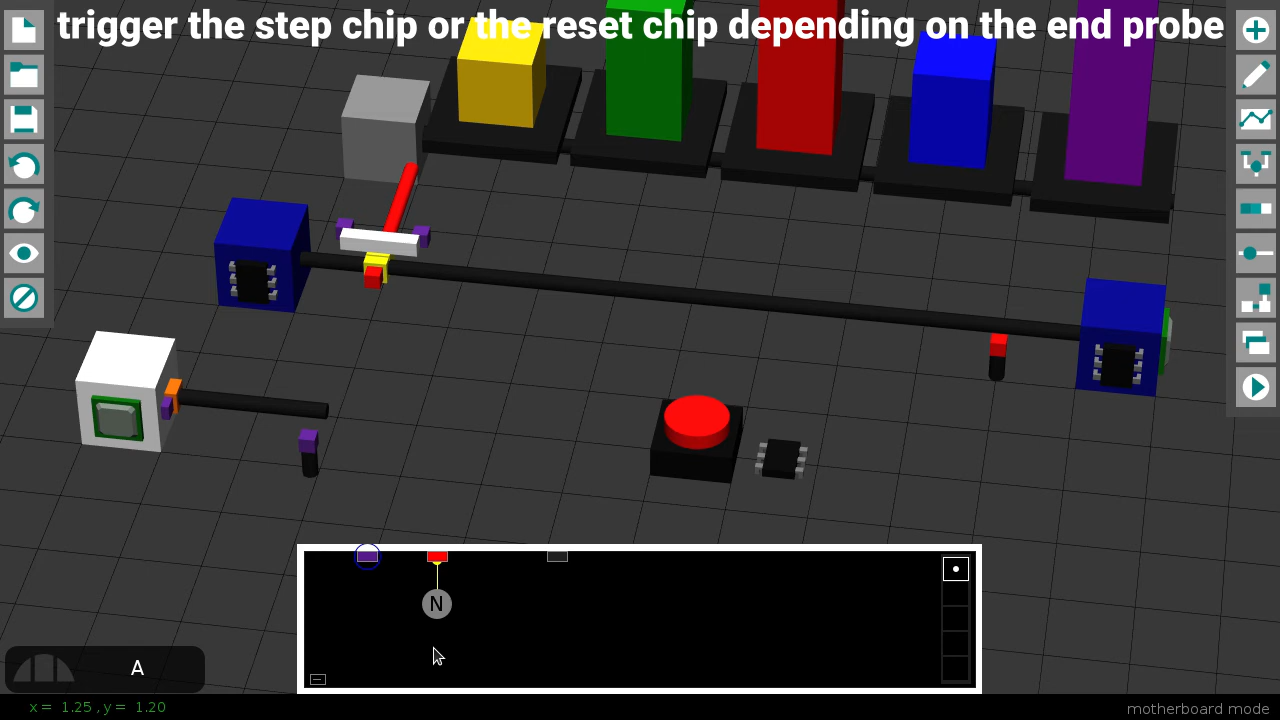 trigger the step chip or the reset chip depending on the end probe
N
A
x = 1.25 , y = 1.20
motherboard mode